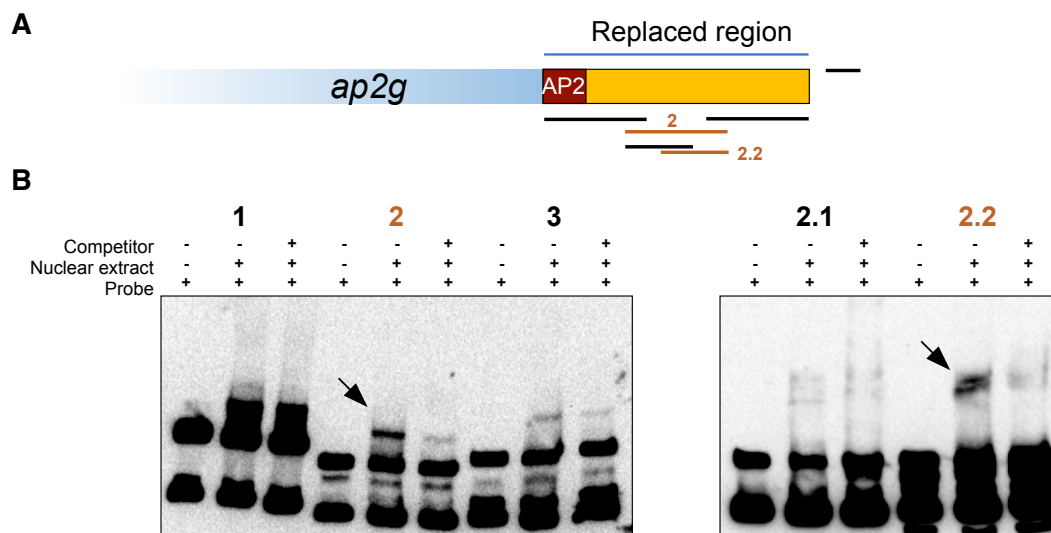 A
Replaced region
ap2g
AP2
2
2.2
B
1 2 3 2.1 2.2
Competitor - - + - - + - - + - - + - - +
Nuclear extract - + + - + + - + + - + + - + +
Probe + + + + + + + + + + + + + + +